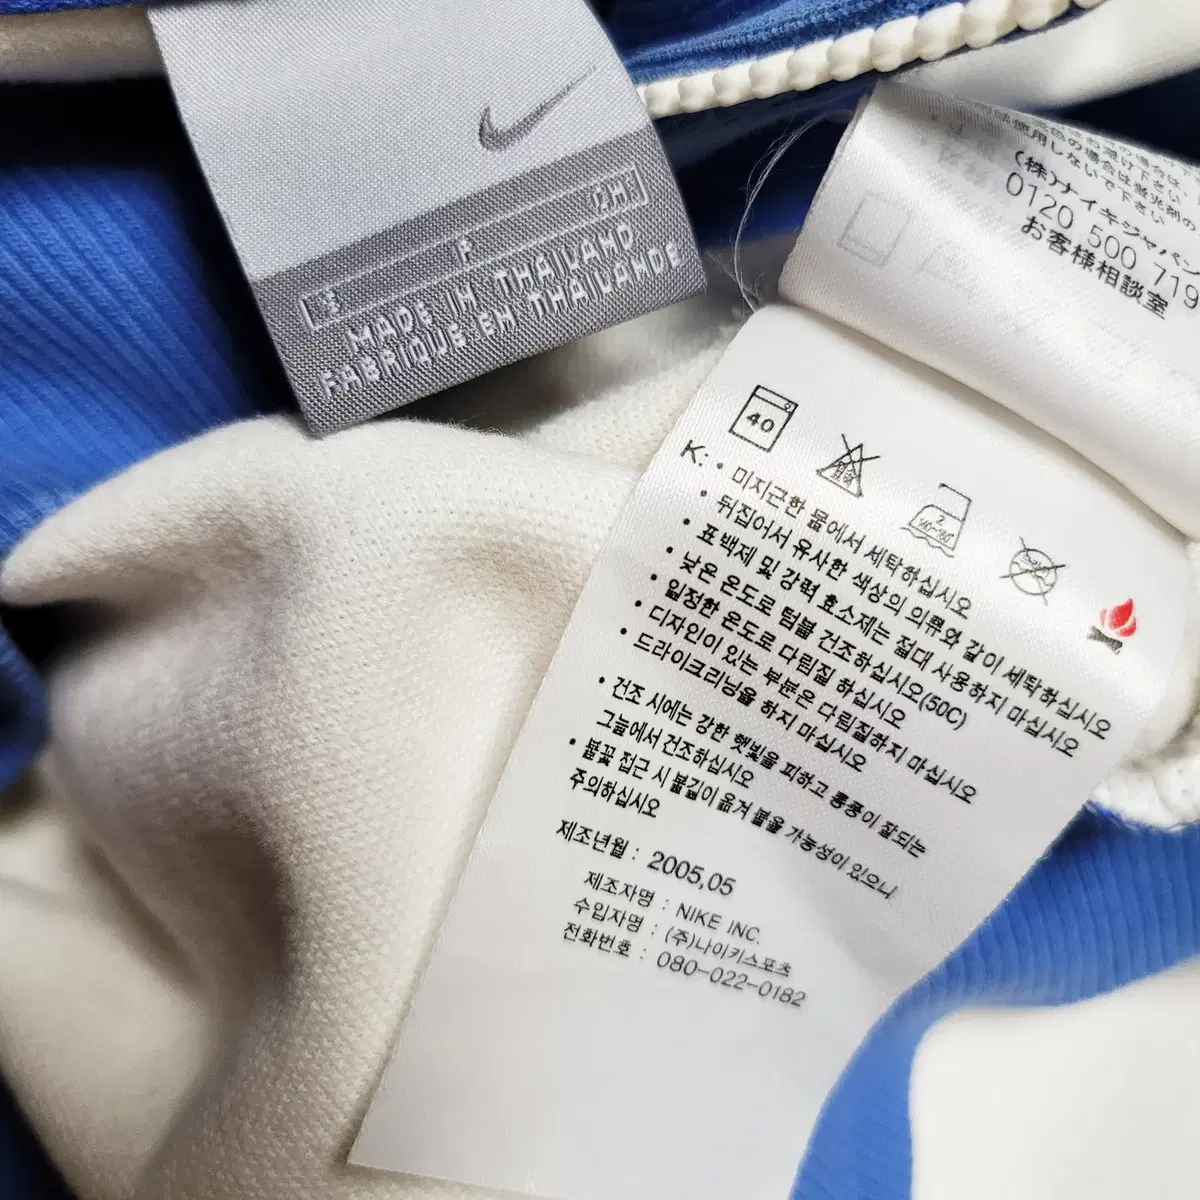 P
MADE IN THAILAND
FABRIQUE EN THAILANDE
使用しないで下さい
(株)ナイキジャパン
0120 500 719
お客様相談室
40
K: • 미지근한 물에서 세탁하십시오
• 뒤집어서 유사한 색상의 의류와 같이 세탁하십시오
• 표백제 및 강력 효소제는 절대 사용하지 마십시오
• 낮은 온도로 텀블 건조하십시오(50C)
• 일정한 온도로 다림질 하십시오
• 디자인이 있는 부분은 다림질하지 마십시오
• 드라이크리닝을 하지 마십시오
• 건조 시에는 강한 햇빛을 피하고 통풍이 잘되는
그늘에서 건조하십시오
• 불꽃 접근 시 불길이 옮겨 붙을 가능성이 있으니
주의하십시오
제조년월 : 2005,05
제조자명 : NIKE INC.
수입자명 : (주)나이키스포츠
전화번호 : 080-022-0182